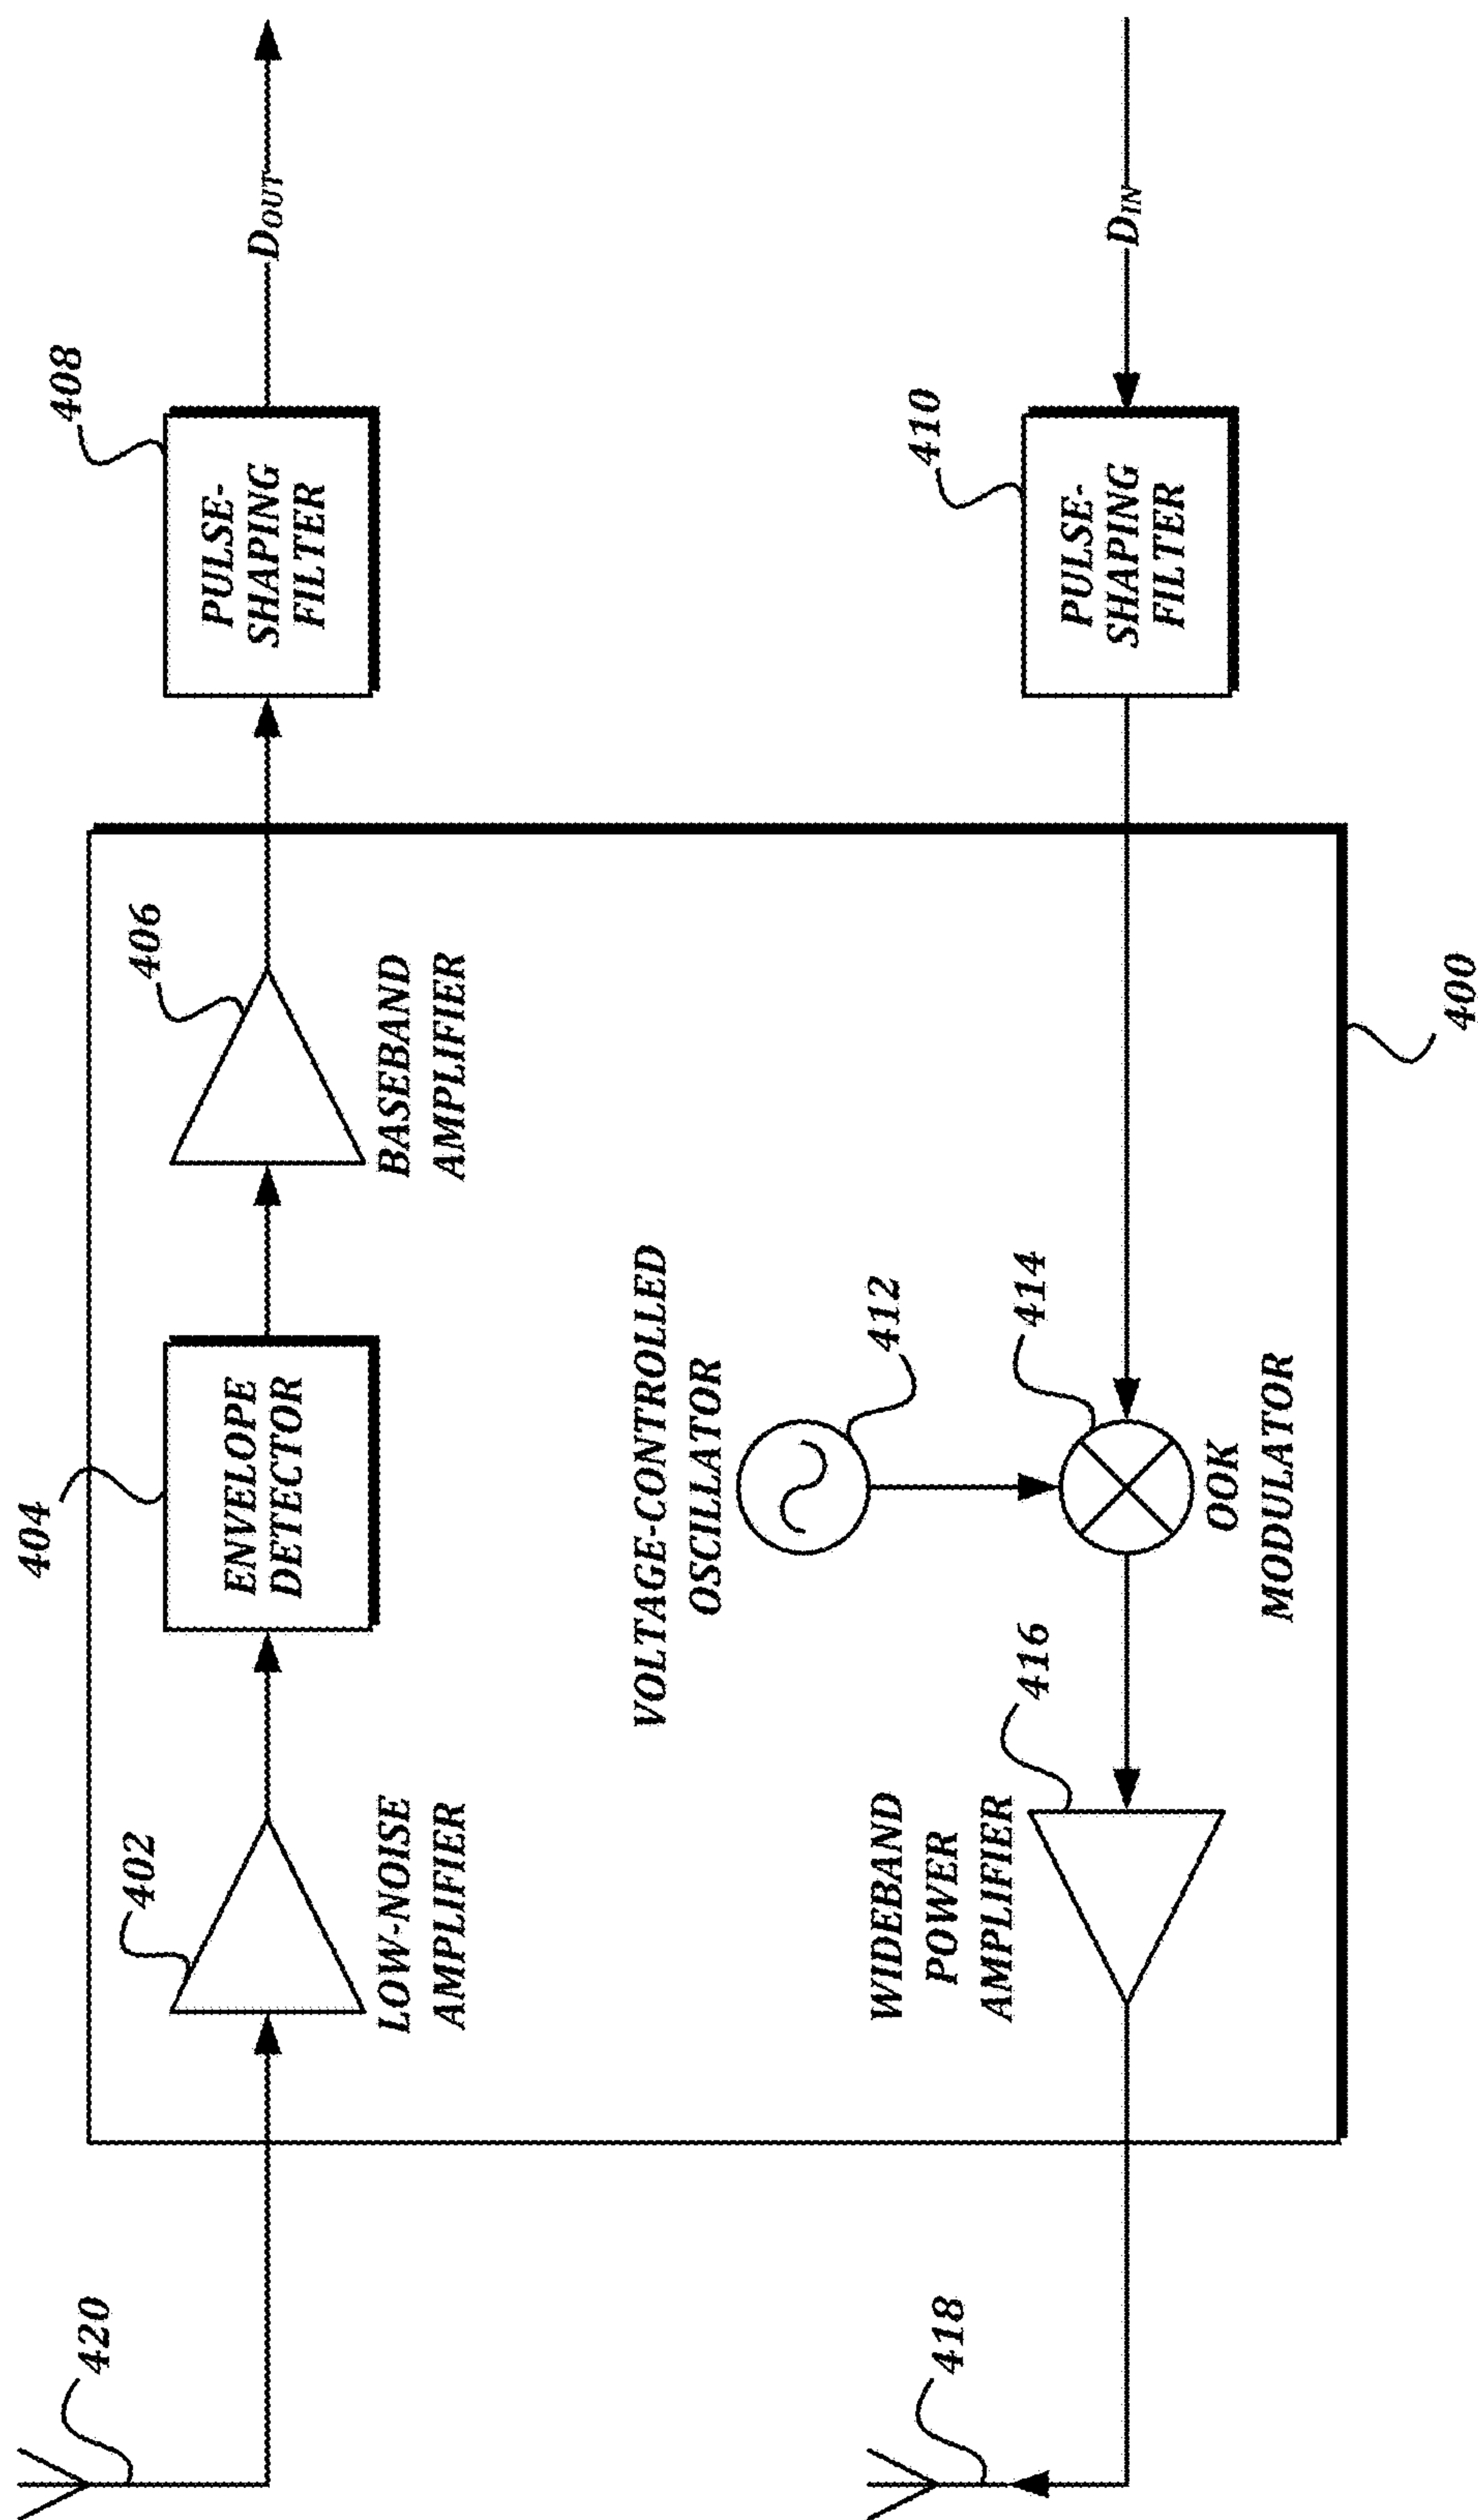 420
402
LOW-NOISE
AMPLIFIER
404
ENVELOPE
DETECTOR
406
BASEBAND
AMPLIFIER
408
PULSE-
SHAPING
FILTER
DOUT
VOLTAGE-CONTROLLED
OSCILLATOR
412
418
WIDEBAND
POWER
AMPLIFIER
416
414
OOK
MODULATOR
410
PULSE-
SHAPING
FILTER
DIN
400